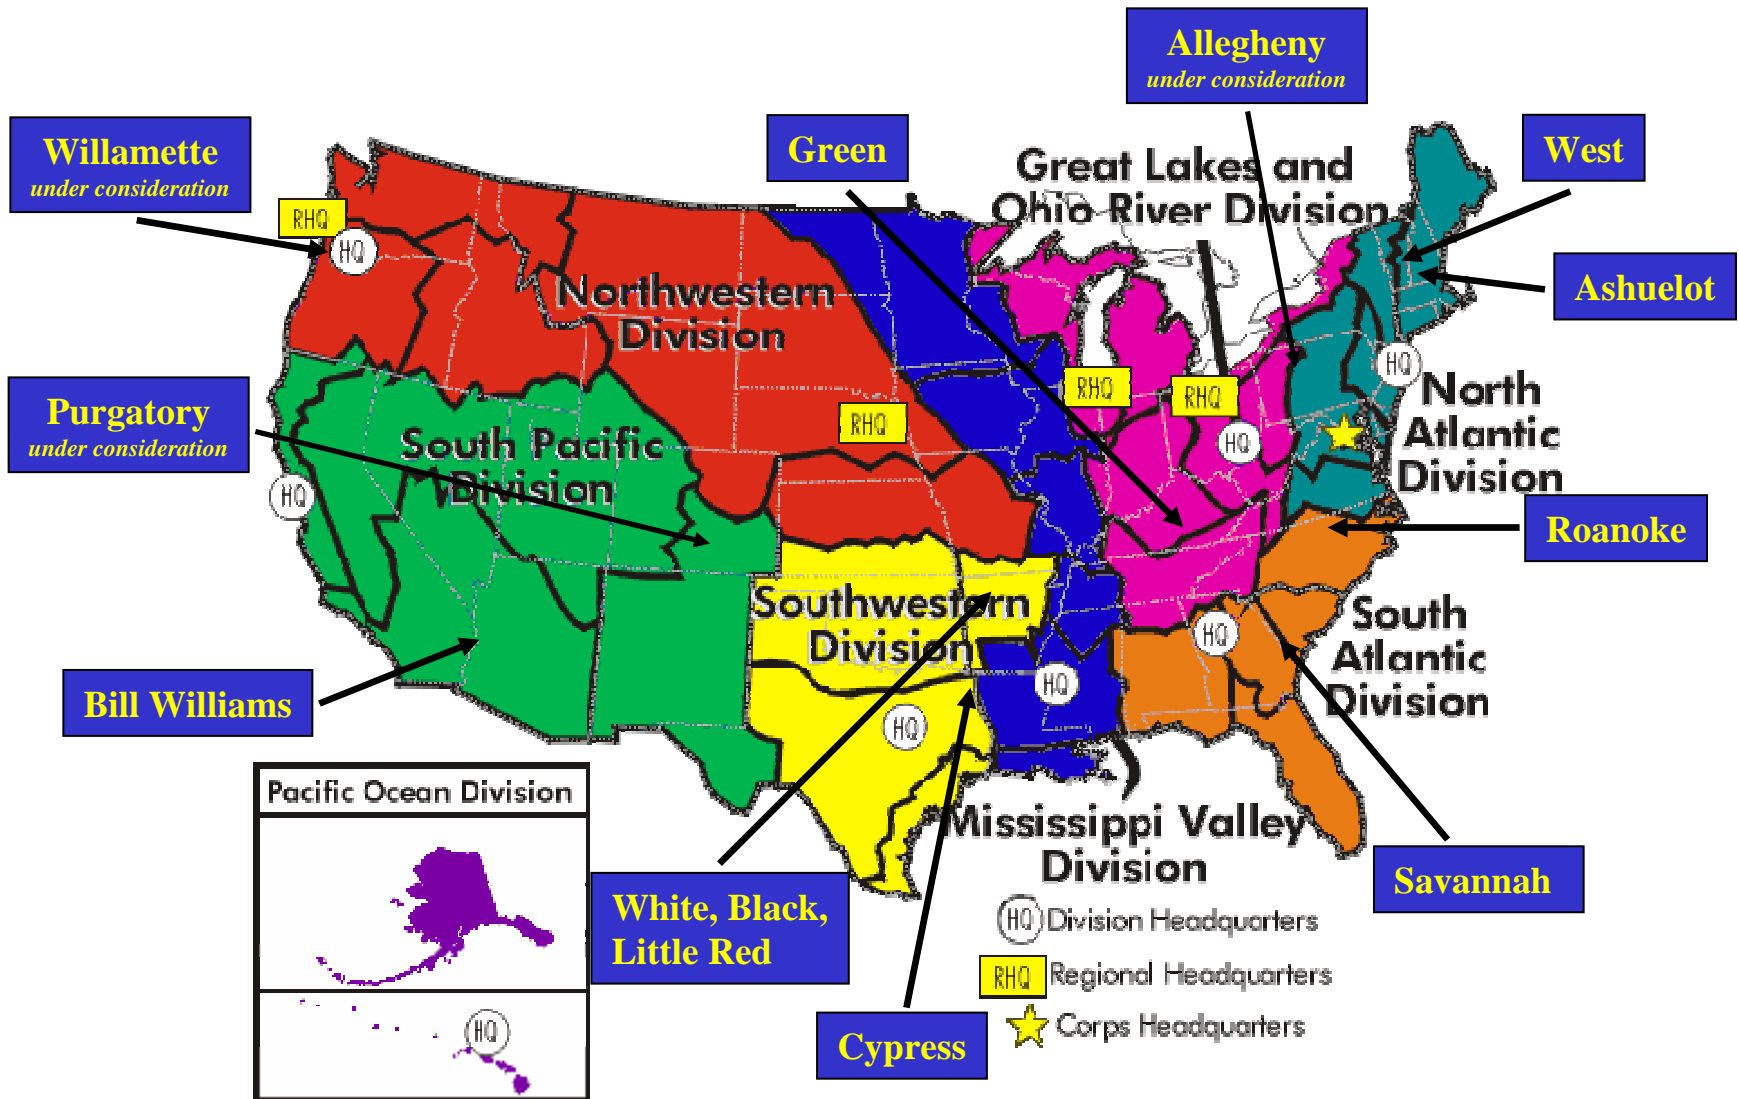 Allegheny
under consideration
Willamette
under consideration
Green
West
Great Lakes and
Ohio River Division
RHQ
HQ
Ashuelot
Northwestern
Division
HQ
RHQ
RHQ
RHQ
North
Atlantic
Division
Purgatory
under consideration
South Pacific
Division
HQ
HQ
Roanoke
Southwestern
Division
HQ
South
Atlantic
Division
Bill Williams
HQ
HQ
Pacific Ocean Division
Mississippi Valley
Division
Savannah
White, Black,
Little Red
HQ Division Headquarters
RHQ Regional Headquarters
Corps Headquarters
HQ
Cypress